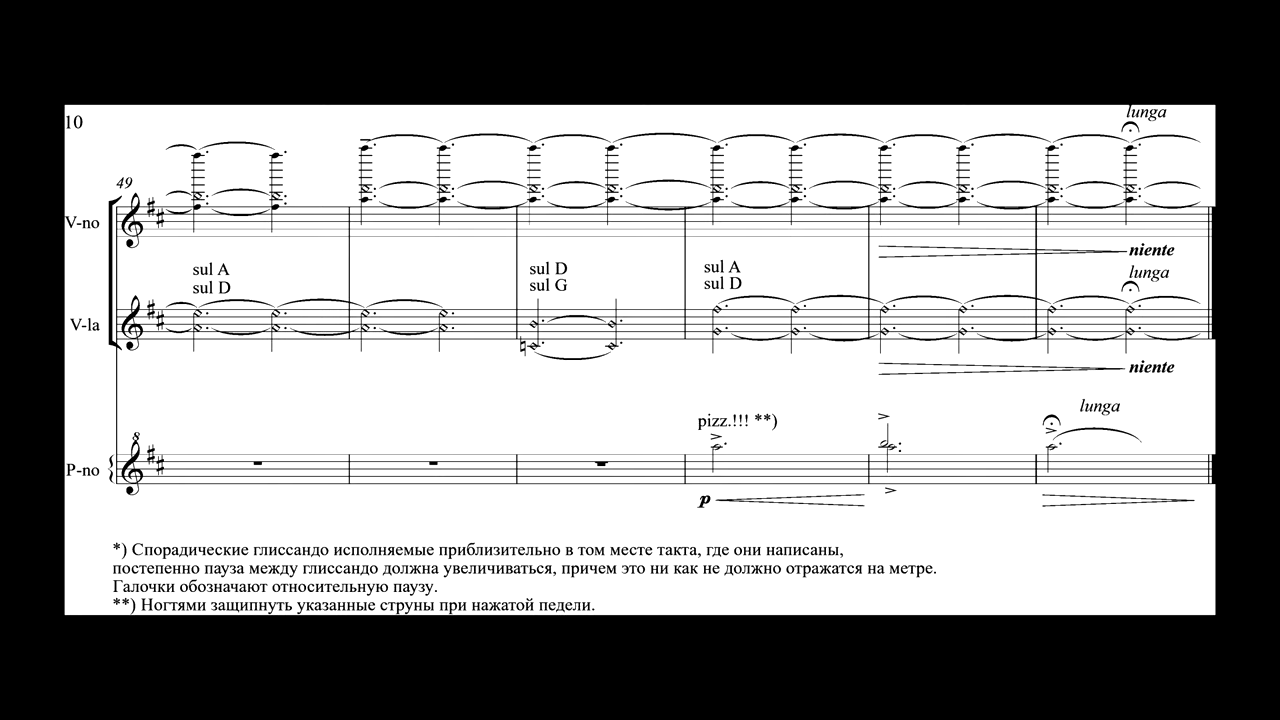 10
lunga
49
V-no
niente
sul A
sul D
sul D
sul G
sul A
sul D
lunga
V-la
niente
pizz.!!! **)
lunga
8
P-no
p
*) Спорадические глиссандо исполняемые приблизительно в том месте такта, где они написаны,
постепенно пауза между глиссандо должна увеличиваться, причем это ни как не должно отражатся на метре.
Галочки обозначают относительную паузу.
**) Ногтями защипнуть указанные струны при нажатой педели.